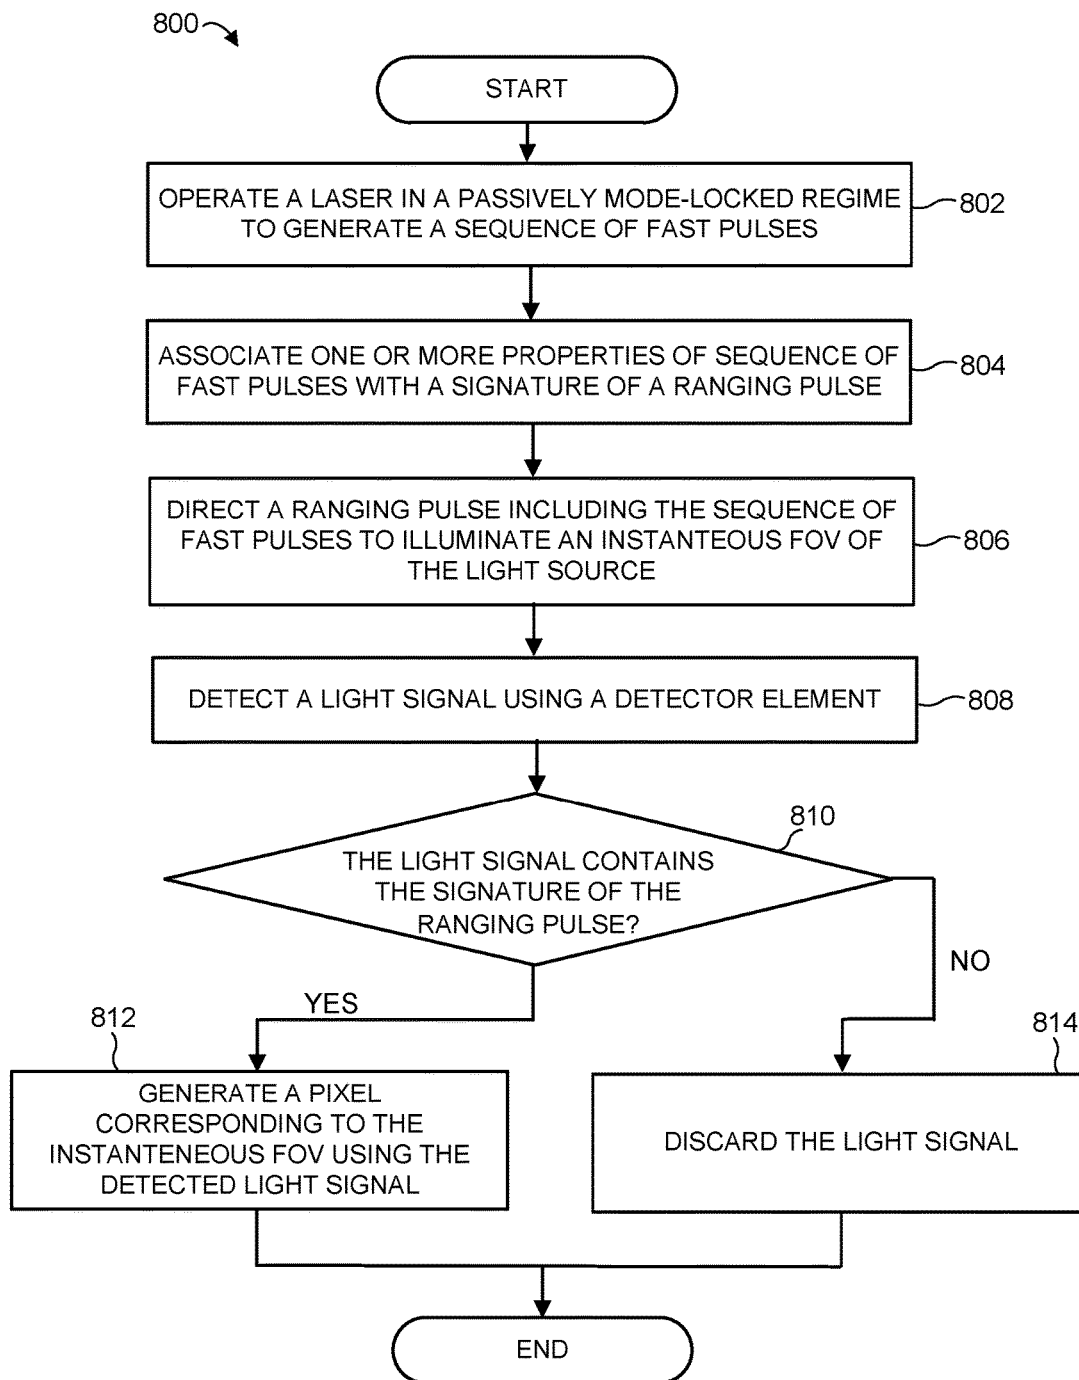 800
START
OPERATE A LASER IN A PASSIVELY MODE-LOCKED REGIME
TO GENERATE A SEQUENCE OF FAST PULSES
802
ASSOCIATE ONE OR MORE PROPERTIES OF SEQUENCE OF
FAST PULSES WITH A SIGNATURE OF A RANGING PULSE
804
DIRECT A RANGING PULSE INCLUDING THE SEQUENCE OF
FAST PULSES TO ILLUMINATE AN INSTANTEOUS FOV OF
THE LIGHT SOURCE
806
DETECT A LIGHT SIGNAL USING A DETECTOR ELEMENT
808
810
THE LIGHT SIGNAL CONTAINS
THE SIGNATURE OF THE
RANGING PULSE?
YES
NO
812
GENERATE A PIXEL
CORRESPONDING TO THE
INSTANTENEOUS FOV USING THE
DETECTED LIGHT SIGNAL
814
DISCARD THE LIGHT SIGNAL
END